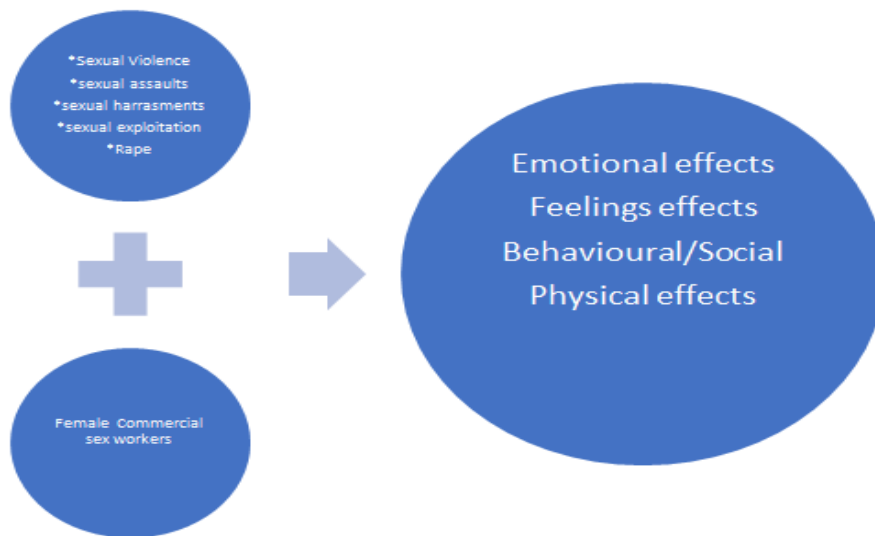 *Sexual Violence
*sexual assaults
*sexual harrasments
*sexual exploitation
*Rape
Female Commercial
sex workers
Emotional effects
Feelings effects
Behavioural/Social
Physical effects